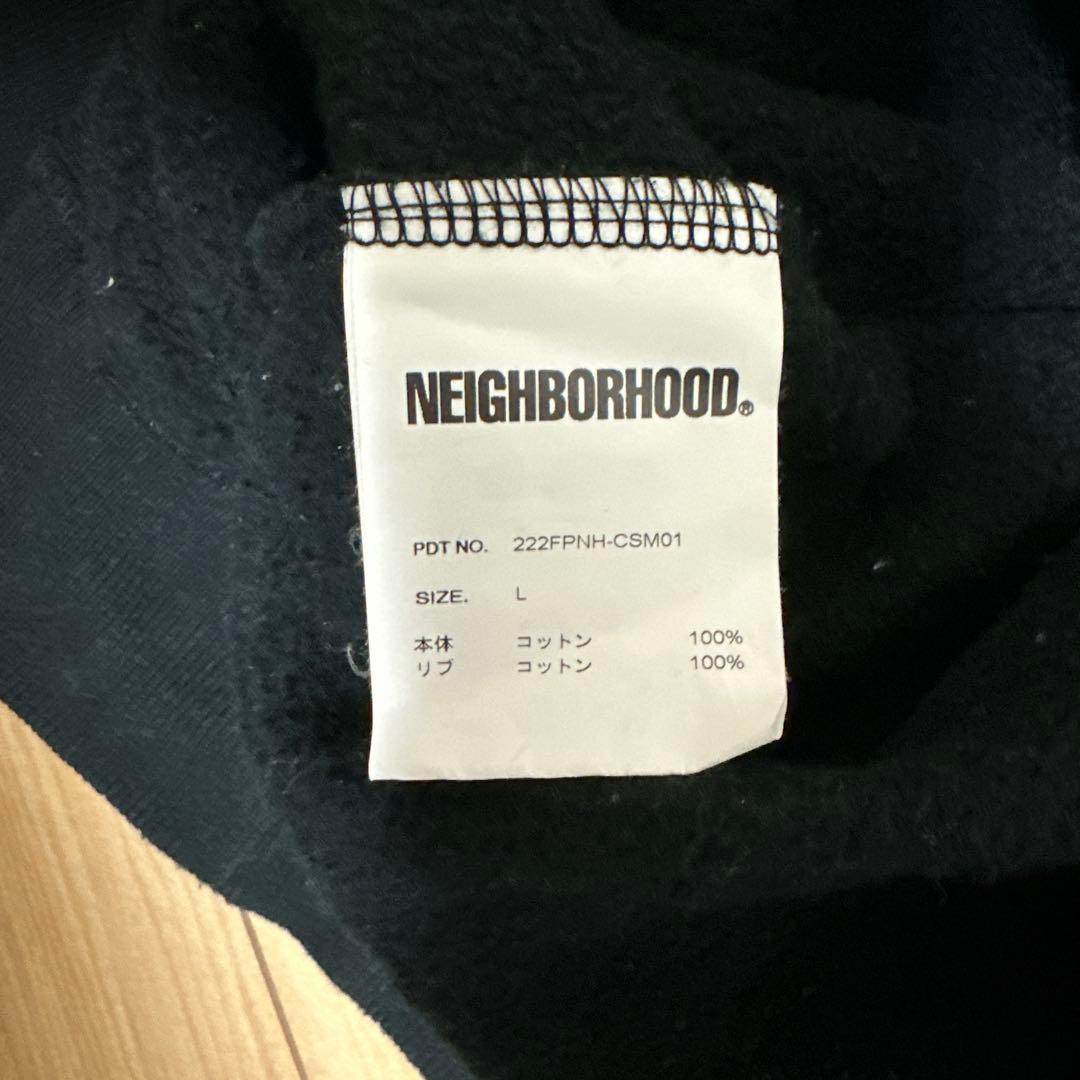 NEIGHBORHOOD®
PDT NO. 222FPNH-CSM01
SIZE. L
本体 コットン 100%
リブ コットン 100%